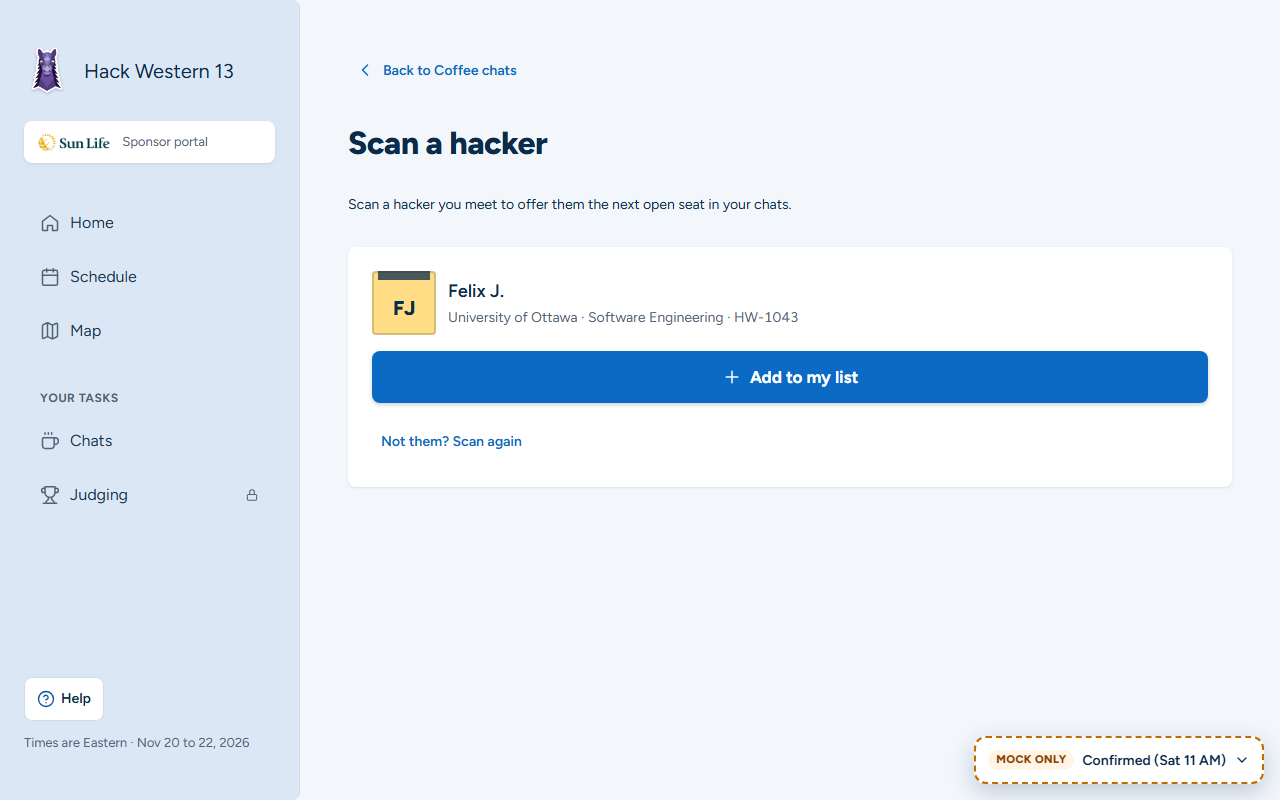 Hack Western 13
Sun Life Sponsor portal
Home
Schedule
Map
YOUR TASKS
Chats
Judging
Help
Times are Eastern · Nov 20 to 22, 2026
Back to Coffee chats
Scan a hacker
Scan a hacker you meet to offer them the next open seat in your chats.
FJ
Felix J.
University of Ottawa · Software Engineering · HW-1043
Add to my list
Not them? Scan again
MOCK ONLY Confirmed (Sat 11 AM)